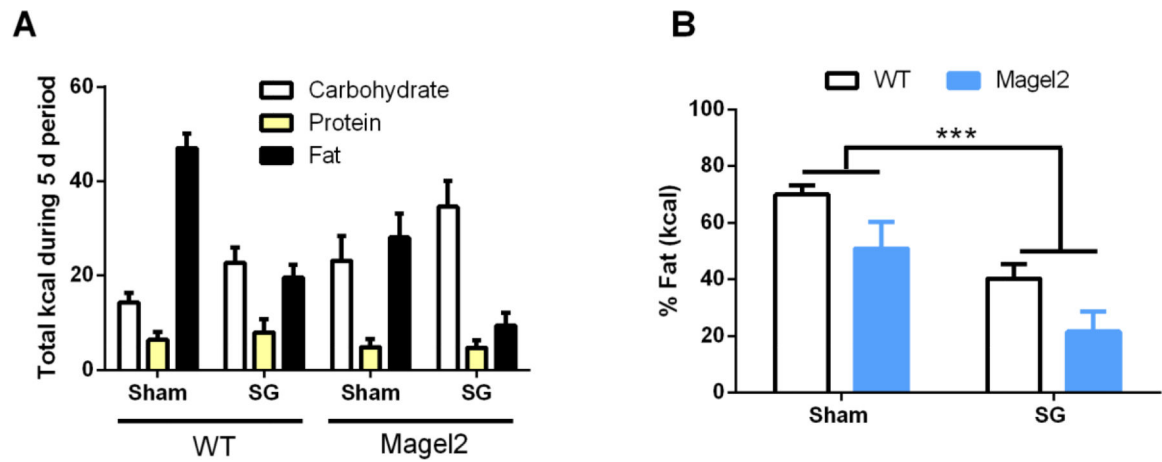 A
Total kcal during 5 d period
60
40
20
0
Carbohydrate
Protein
Fat
Sham SG Sham SG
WT Magel2
B
WT Magel2
% Fat (kcal)
100
80
60
40
20
0
***
Sham SG